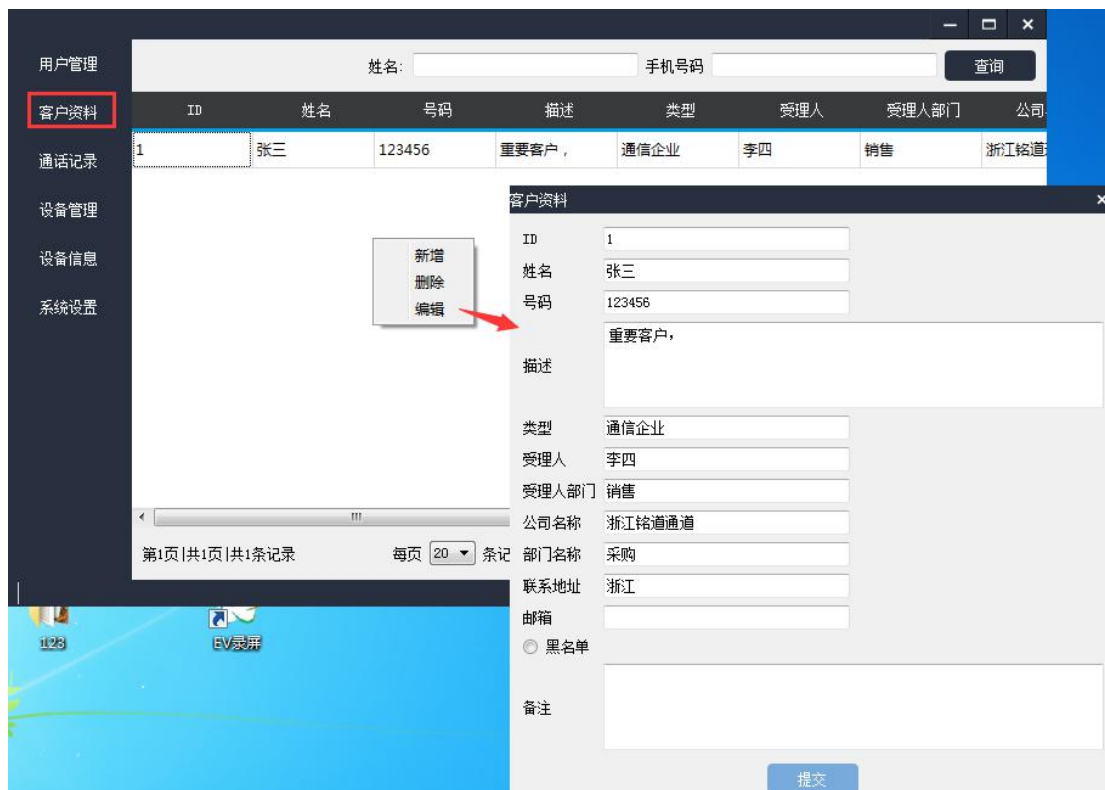 用户管理
客户资料
通话记录
设备管理
设备信息
系统设置
姓名: 手机号码 查询
ID 姓名 号码 描述 类型 受理人 受理人部门 公司
1 张三 123456 重要客户， 通信企业 李四 销售 浙江铭道
新增
删除
编辑
第1页|共1页|共1条记录 每页 20 条记
客户资料
ID 1
姓名 张三
号码 123456
描述 重要客户，
类型 通信企业
受理人 李四
受理人部门 销售
公司名称 浙江铭道通道
部门名称 采购
联系地址 浙江
邮箱
黑名单
备注
提交
123
EV录屏